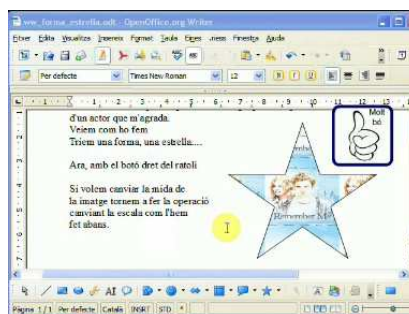 ww_forma_estrella.odt - OpenOffice.org Writer
Fitxer Edita Visualitza Insereix Format Taula Eines Finestra Ajuda
Per defecte Times New Roman 12
d'un actor que m'agrada.
Veiem com ho fem
Triem una forma, una estrella....
Ara, amb el botó dret del ratoli
Si volem canviar la mida de
la imatge tornem a fer la operació
canviant la escala com l'hem
fet abans.
Molt
bé
Remember M
Pàgina 1 / 1 Per defecte Català INSRT STD *